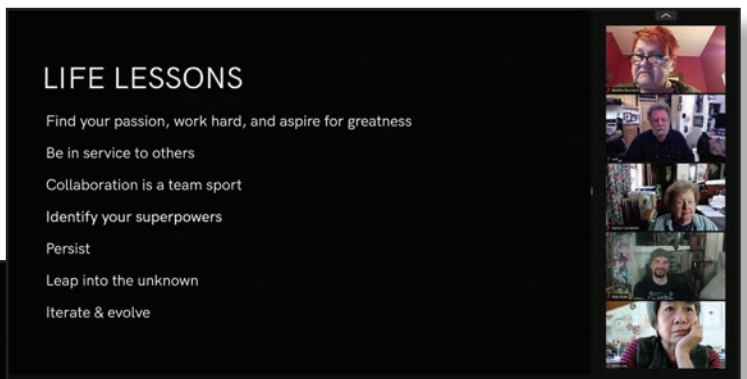 LIFE LESSONS
Find your passion, work hard, and aspire for greatness
Be in service to others
Collaboration is a team sport
Identify your superpowers
Persist
Leap into the unknown
Iterate & evolve